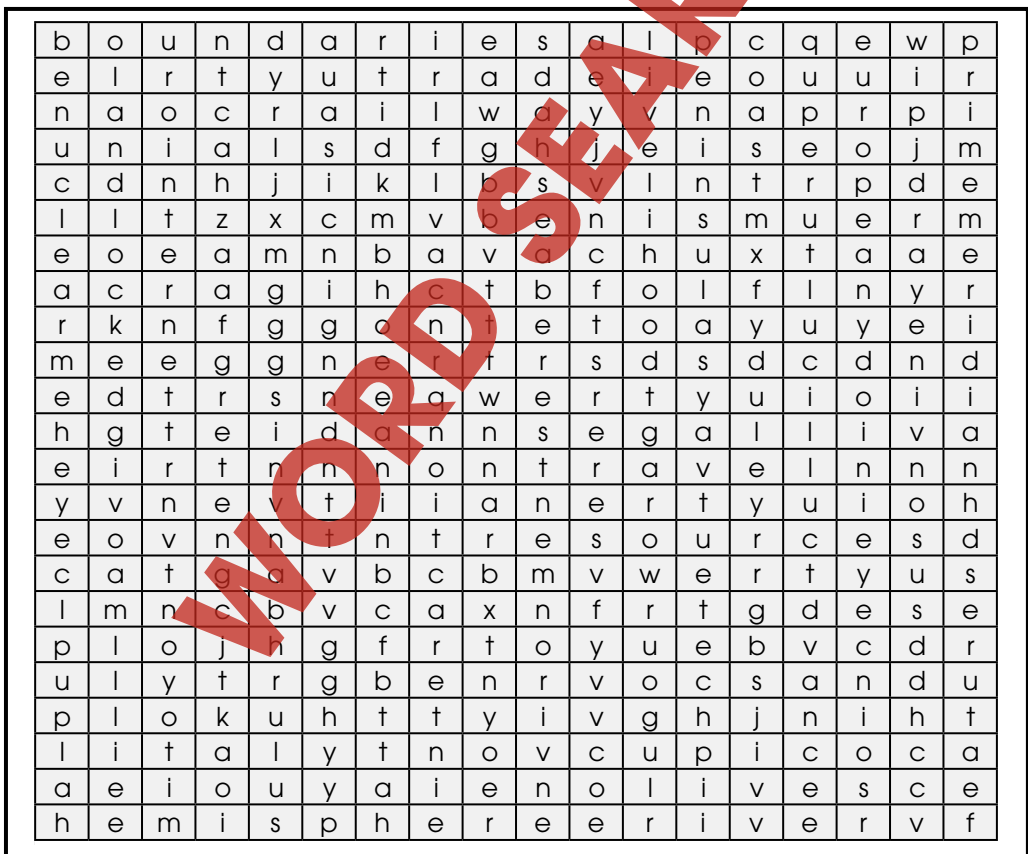 b o u n d a r i e s a l p c q e w p
e l r t y u t r a d e i e o u u i r
n a o c r a i l w a y v n a p r p i
u n i a l s d f g h j e i s e o j m
c d n h j i k l b s v l n t r p d e
l l t z x c m v b e n i s m u e r m
e o e a m n b a v a c h u x t a a e
a c r a g i h c t b f o l f l n y r
r k n f g g o n t e t o a y u y e i
m e e g g n e r t r s d s d c d n d
e d t r s n e q w e r t y u i o i i
h g t e i d a n n s e g a l l i v a
e i r t n n n o n t r a v e l n n n
y v n e v t i i a n e r t y u i o h
e o v n n t n t r e s o u r c e s d
c a t g a v b c b m v w e r t y u s
l m n c b v c a x n f r t g d e s e
p l o j h g f r t o y u e b v c d r
u l y t r g b e n r v o c s a n d u
p l o k u h t t y i v g h j n i h t
l i t a l y t n o v c u p i c o c a
a e i o u y a i e n o l i v e s c e
h e m i s p h e r e e r i v e r v f
WORD SEAR